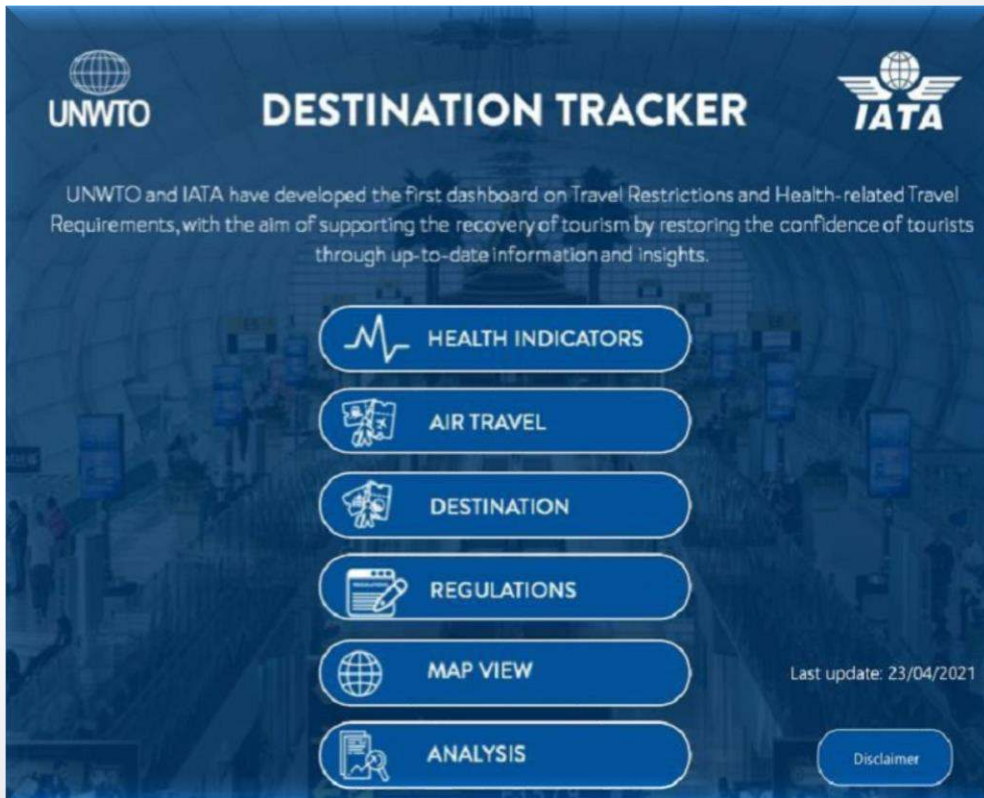 UNWTO
DESTINATION TRACKER
IATA
UNWTO and IATA have developed the first dashboard on Travel Restrictions and Health-related Travel
Requirements, with the aim of supporting the recovery of tourism by restoring the confidence of tourists
through up-to-date information and insights.
HEALTH INDICATORS
AIR TRAVEL
DESTINATION
REGULATIONS
MAP VIEW
Last update: 23/04/2021
ANALYSIS
Disclaimer